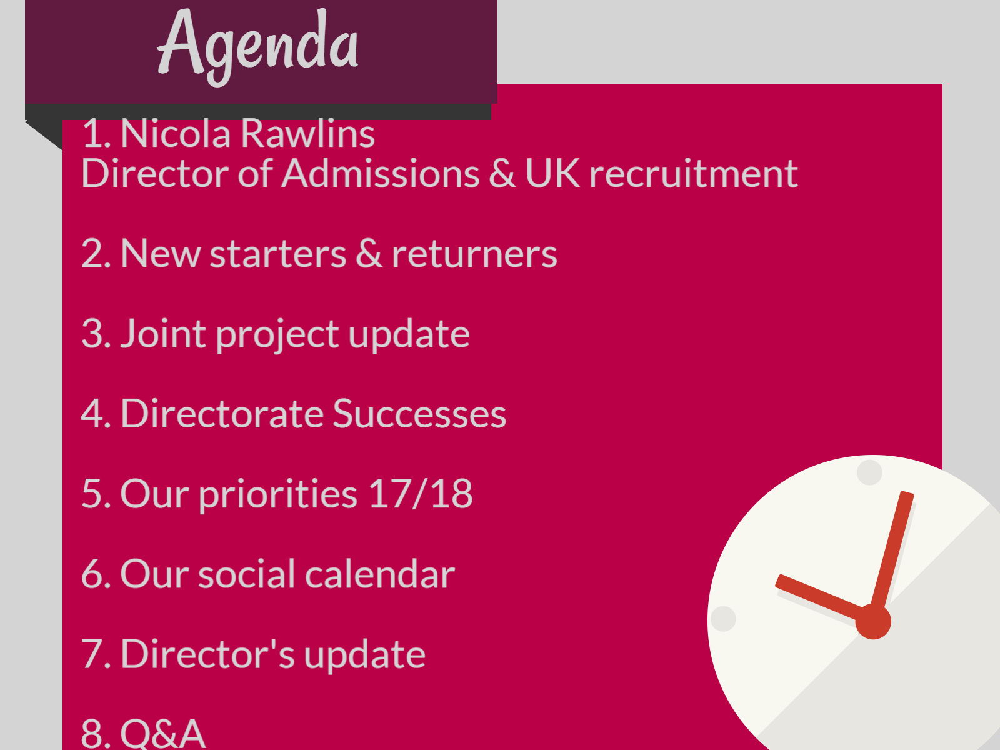 Agenda
1. Nicola Rawlins
Director of Admissions & UK recruitment
2. New starters & returners
3. Joint project update
4. Directorate Successes
5. Our priorities 17/18
6. Our social calendar
7. Director's update
8. Q&A